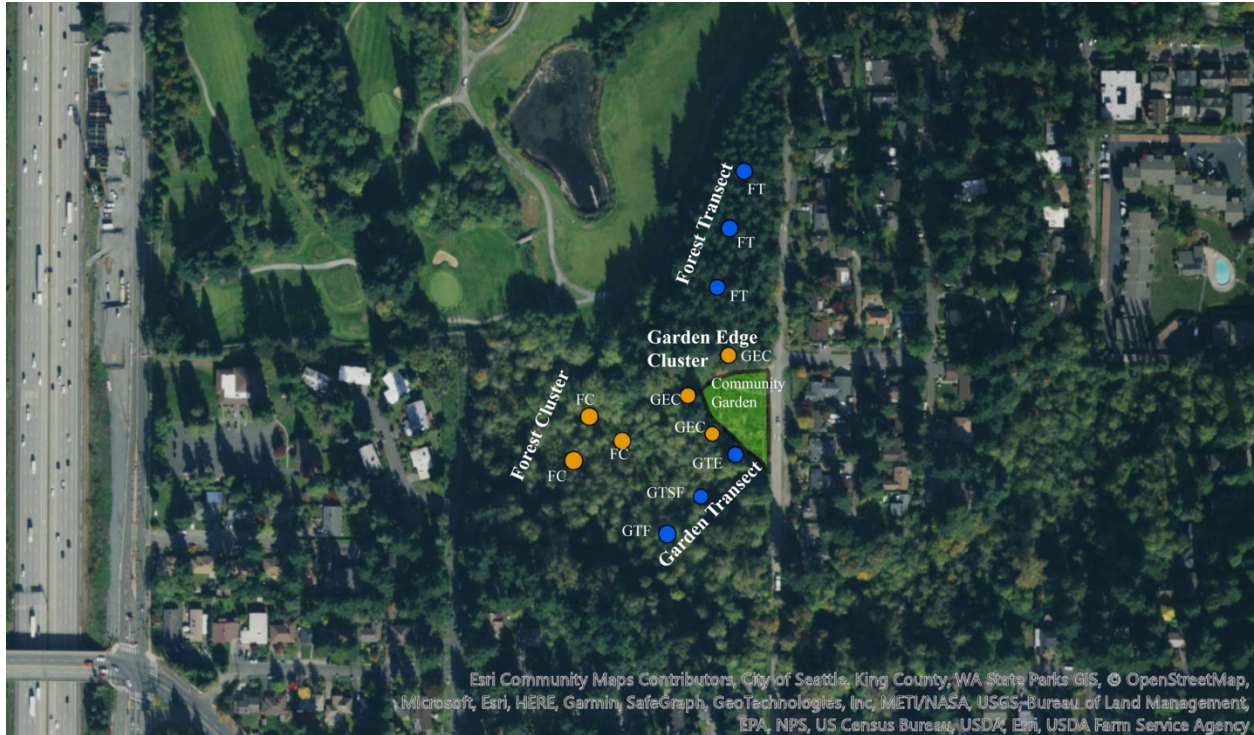 Forest Transect
FT
FT
FT
Garden Edge
Cluster
GEC
Community
Garden
GEC
GEC
Forest Cluster
FC
FC
FC
GTE
GTSF
GTF
Garden Transect
Esri Community Maps Contributors, City of Seattle, King County, WA State Parks GIS, © OpenStreetMap,
Microsoft, Esri, HERE, Garmin, SafeGraph, GeoTechnologies, Inc, METI/NASA, USGS, Bureau of Land Management,
EPA, NPS, US Census Bureau, USDA, Esri, USDA Farm Service Agency